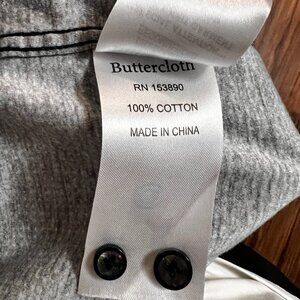 Buttercloth
RN 153890
100% COTTON
MADE IN CHINA